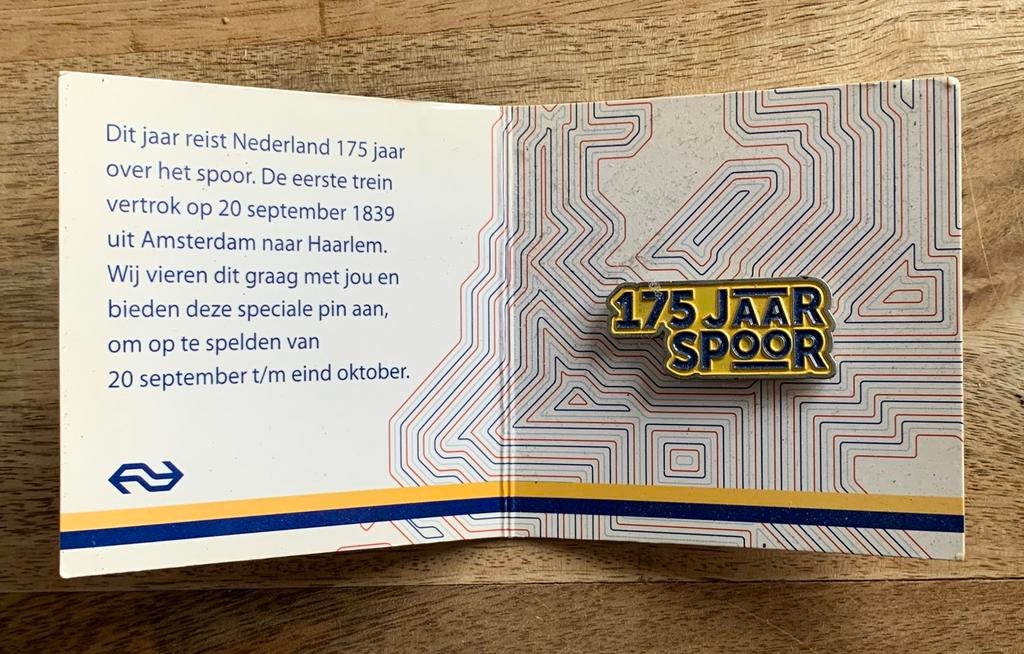 Dit jaar reist Nederland 175 jaar
over het spoor. De eerste trein
vertrok op 20 september 1839
uit Amsterdam naar Haarlem.
Wij vieren dit graag met jou en
bieden deze speciale pin aan,
om op te spelden van
20 september t/m eind oktober.
175 JAAR
SPOOR